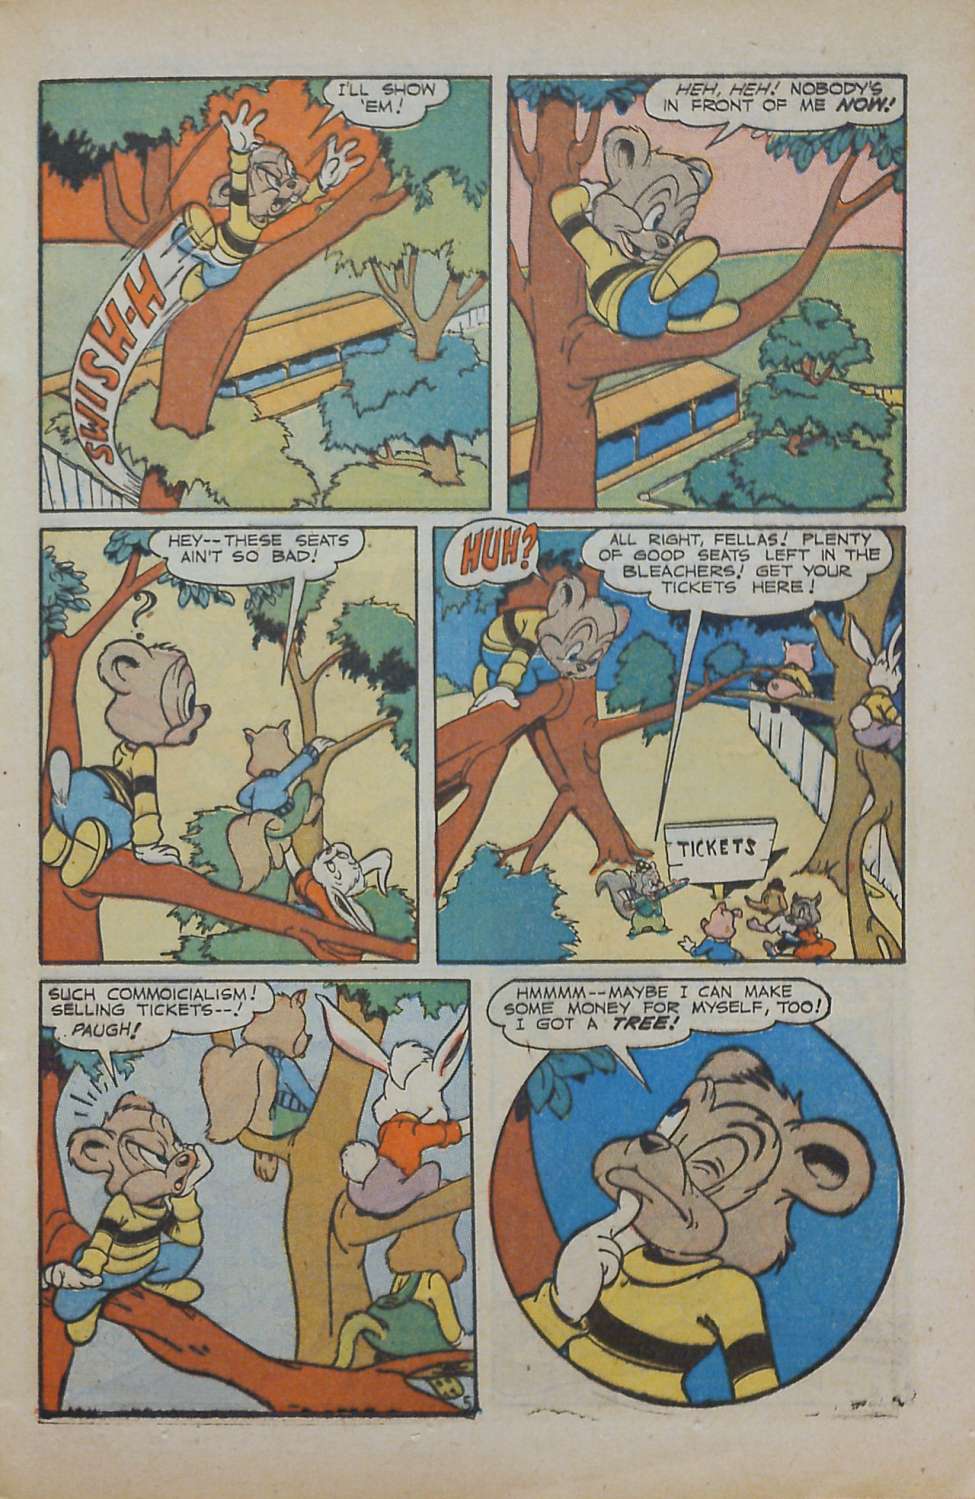 I'LL SHOW
'EM!
SWISH-H
HEH, HEH! NOBODY'S
IN FRONT OF ME NOW!
HEY--THESE SEATS
AIN'T SO BAD!
?
HUH?
ALL RIGHT, FELLAS! PLENTY
OF GOOD SEATS LEFT IN THE
BLEACHERS! GET YOUR
TICKETS HERE!
TICKETS
SUCH COMMOICIALISM!
SELLING TICKETS--!
PAUGH!
5
HMMMM--MAYBE I CAN MAKE
SOME MONEY FOR MYSELF, TOO!
I GOT A TREE!